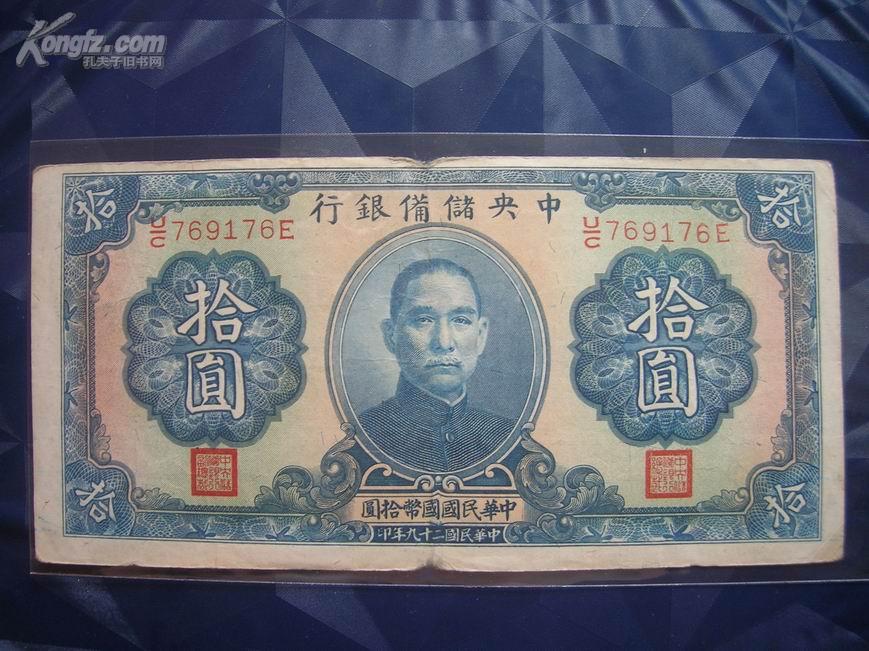 Kongfz.com
孔夫子旧书网
拾
拾
行銀備儲央中
U/C 769176E
U/C 769176E
拾圓
拾圓
圓拾幣國國民華中
印年九十二國民華中
拾
拾